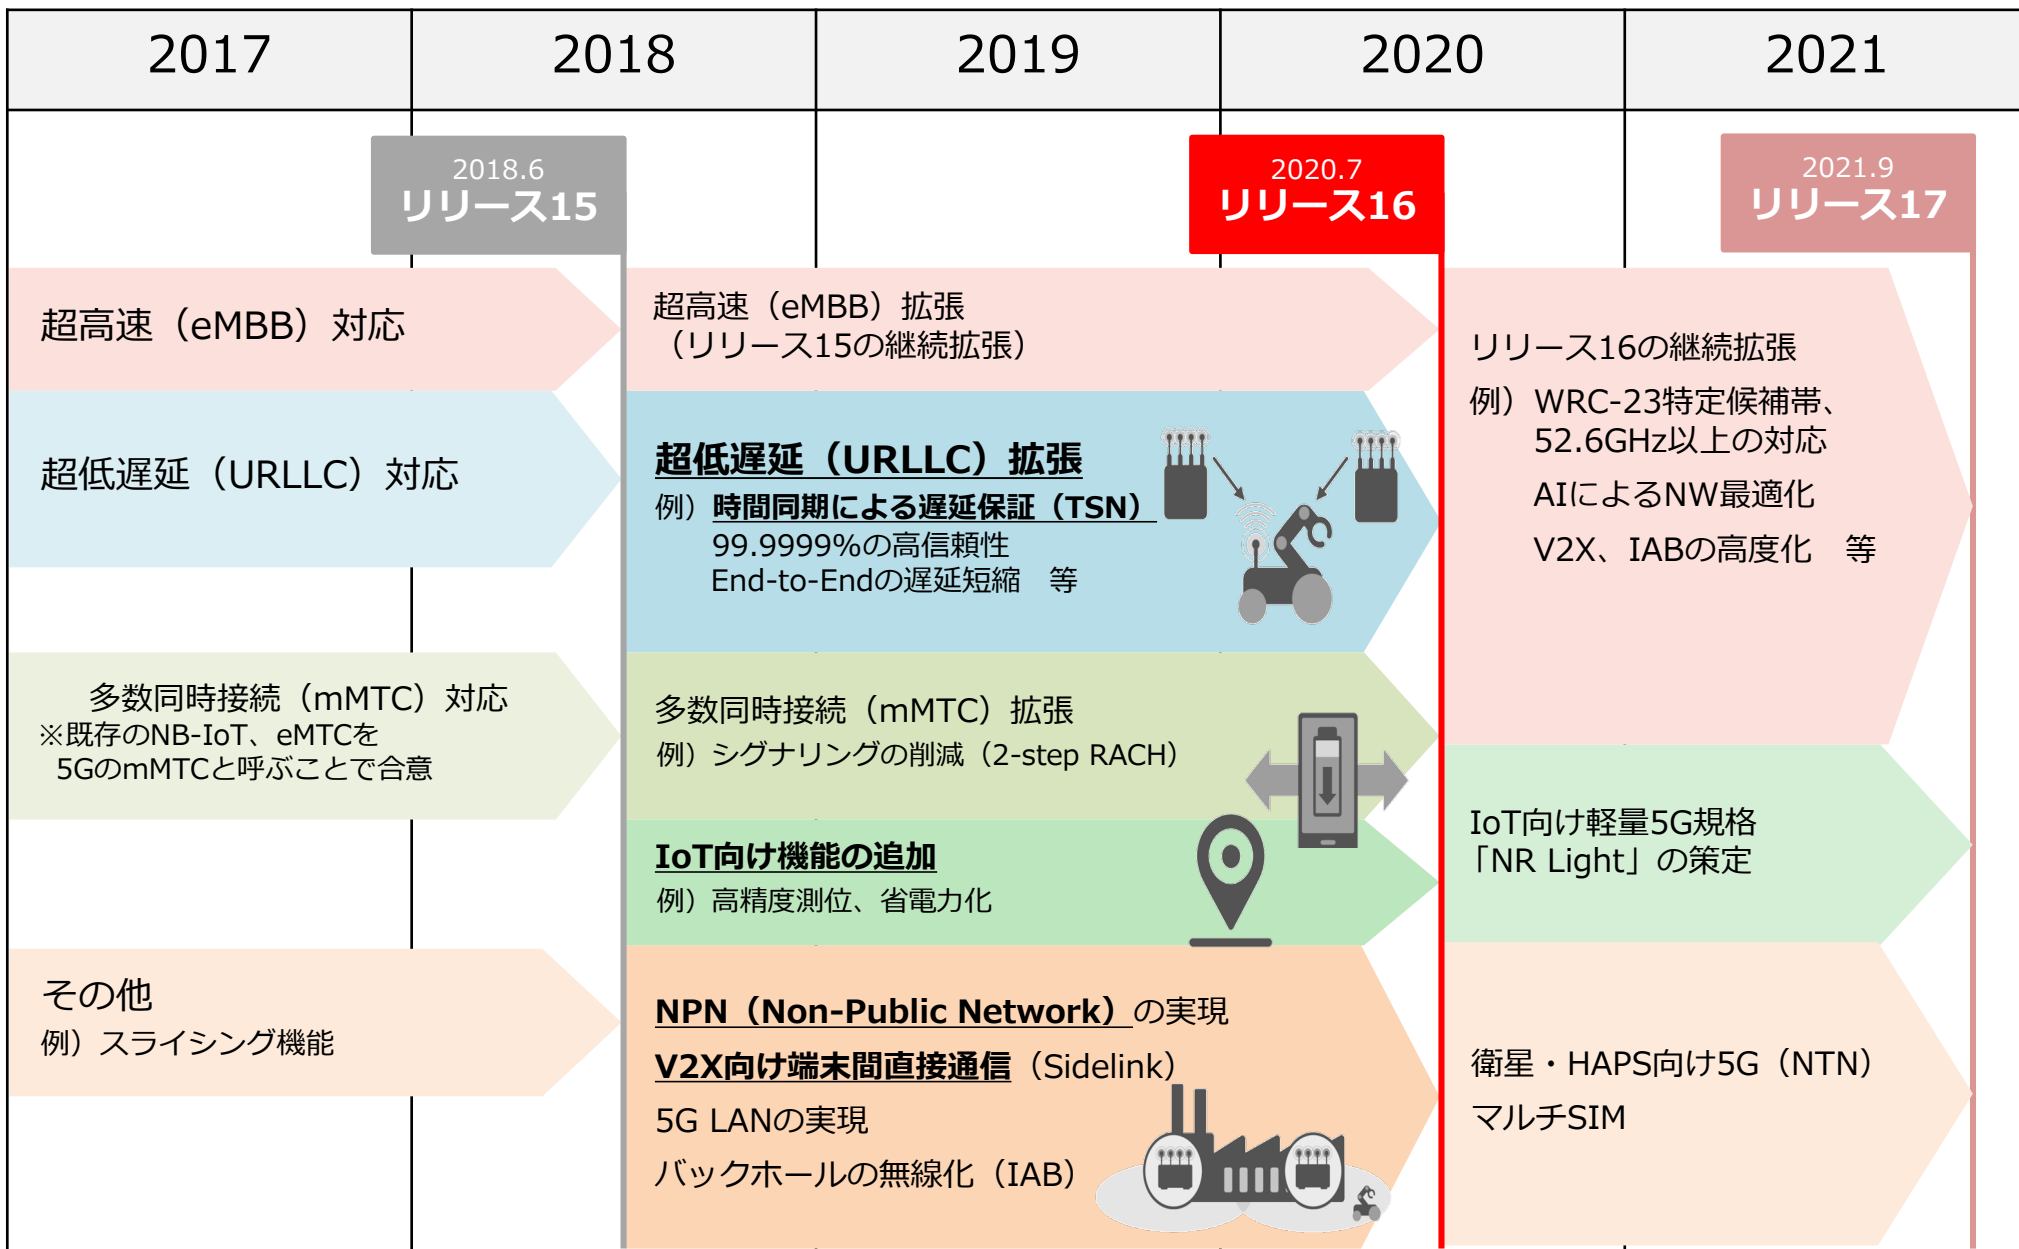 2017
2018
2019
2020
2021
2018.6
リリース15
2020.7
リリース16
2021.9
リリース17
超高速（eMBB）対応
超低遅延（URLLC）対応
多数同時接続（mMTC）対応
※既存のNB-IoT、eMTCを
5GのmMTCと呼ぶことで合意
その他
例）スライシング機能
超高速（eMBB）拡張
（リリース15の継続拡張）
超低遅延（URLLC）拡張
例）時間同期による遅延保証（TSN）
99.9999%の高信頼性
End-to-Endの遅延短縮　等
多数同時接続（mMTC）拡張
例）シグナリングの削減（2-step RACH）
IoT向け機能の追加
例）高精度測位、省電力化
NPN（Non-Public Network）の実現
V2X向け端末間直接通信（Sidelink）
5G LANの実現
バックホールの無線化（IAB）
リリース16の継続拡張
例）WRC-23特定候補帯、
52.6GHz以上の対応
AIによるNW最適化
V2X、IABの高度化　等
IoT向け軽量5G規格
「NR Light」の策定
衛星・HAPS向け5G（NTN）
マルチSIM